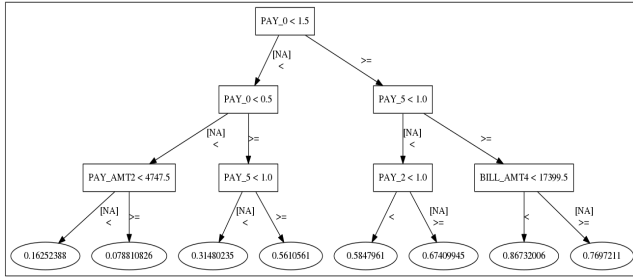 PAY_0 < 1.5
[NA]
<
>=
PAY_0 < 0.5
PAY_5 < 1.0
[NA]
<
>=
[NA]
<
>=
PAY_AMT2 < 4747.5
PAY_5 < 1.0
PAY_2 < 1.0
BILL_AMT4 < 17399.5
[NA]
<
>=
[NA]
<
>=
<
[NA]
>=
<
[NA]
>=
0.16252388
0.078810826
0.31480235
0.5610561
0.5847961
0.67409945
0.86732006
0.7697211